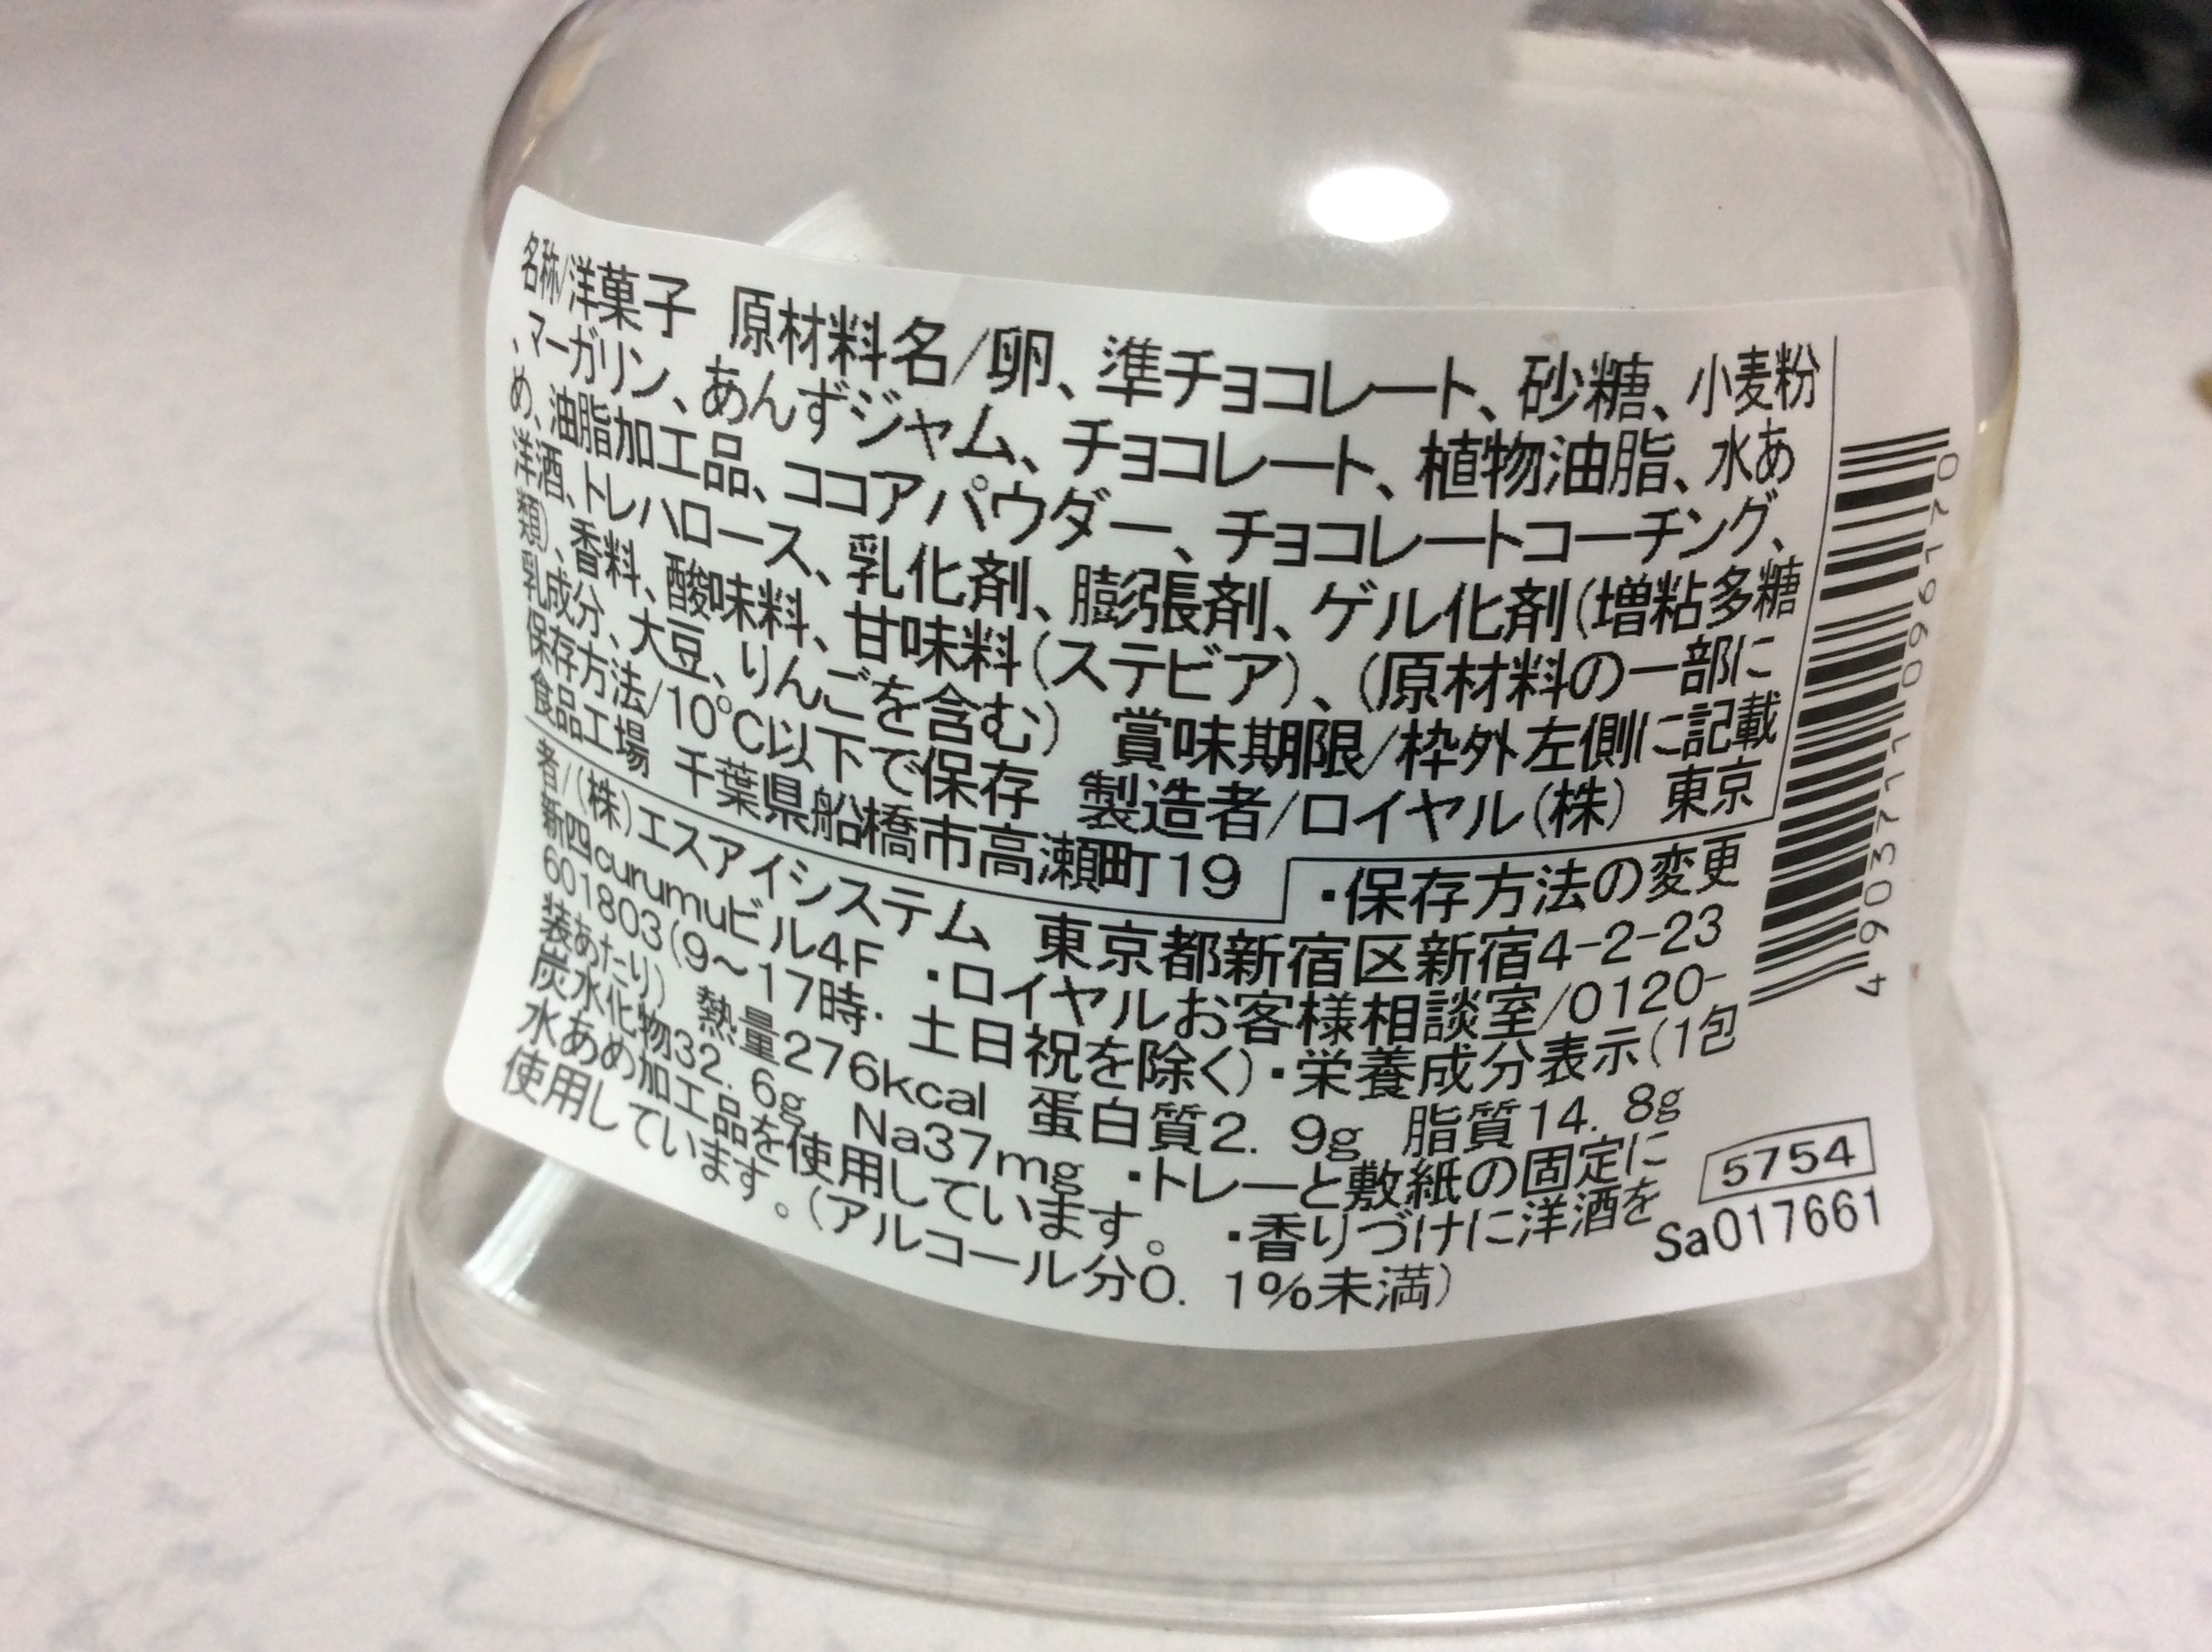 名称/洋菓子 原材料名/卵、準チョコレート、砂糖、小麦粉
、マーガリン、あんずジャム、チョコレート、植物油脂、水あ
め、油脂加工品、ココアパウダー、チョコレートコーチング、
洋酒、トレハロース、乳化剤、膨張剤、ゲル化剤(増粘多糖
類)、香料、酸味料、甘味料(ステビア)、(原材料の一部に
乳成分、大豆、りんごを含む) 賞味期限/枠外左側に記載
保存方法/10℃以下で保存 製造者/ロイヤル(株) 東京
食品工場 千葉県船橋市高瀬町19
・保存方法の変更
者/(株)エスアイシステム 東京都新宿区新宿4-2-23
新四curumuビル4F ・ロイヤルお客様相談室/0120-
601803(9~17時. 土日祝を除く)・栄養成分表示(1包
装あたり) 熱量276kcal 蛋白質2.9g 脂質14.8g
炭水化物32.6g Na37mg ・トレーと敷紙の固定に
水あめ加工品を使用しています。 ・香りづけに洋酒を
使用しています。(アルコール分0.1%未満)
4903711096170
5754
Sa017661